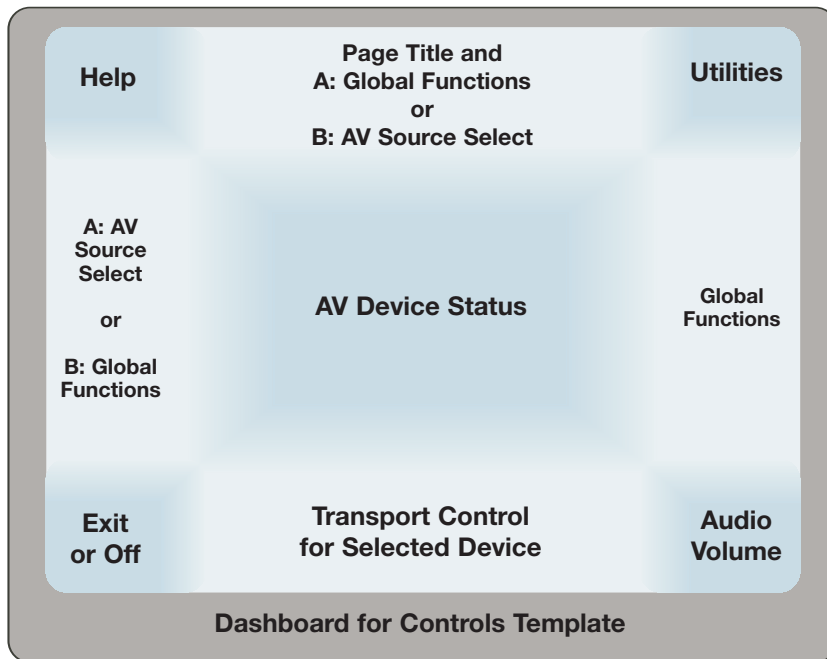 Help
Page Title and
A: Global Functions
or
B: AV Source Select
Utilities
A: AV
Source
Select
or
B: Global
Functions
AV Device Status
Global
Functions
Exit
or Off
Transport Control
for Selected Device
Audio
Volume
Dashboard for Controls Template